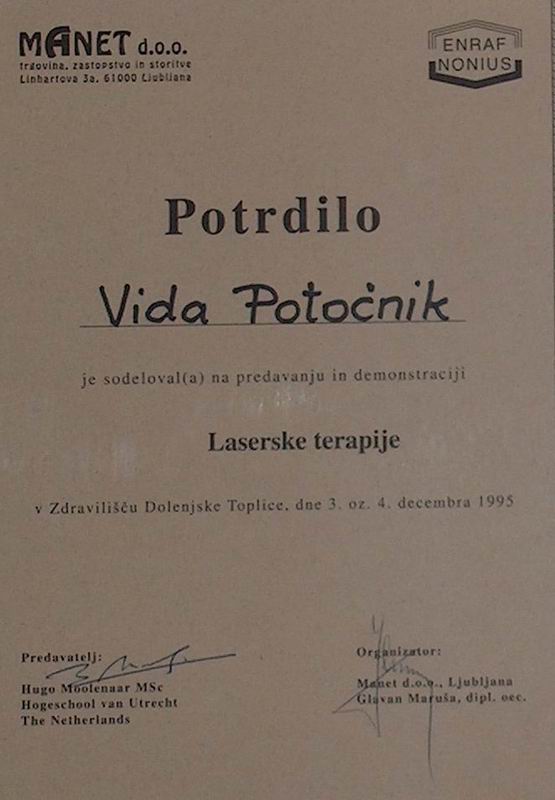 MANET d.o.o.
trgovina, zastopstvo in storitve
Linhartova 3a, 61000 Ljubljana
ENRAF
NONIUS
Potrdilo
Vida Potočnik
je sodeloval(a) na predavanju in demonstraciji
Laserske terapije
v Zdravilišču Dolenjske Toplice, dne 3. oz. 4. decembra 1995
Predavatelj:
Hugo Moolenaar MSc
Hogeschool van Utrecht
The Netherlands
Organizator:
Manet d.o.o., Ljubljana
Glavan Maruša, dipl. oec.